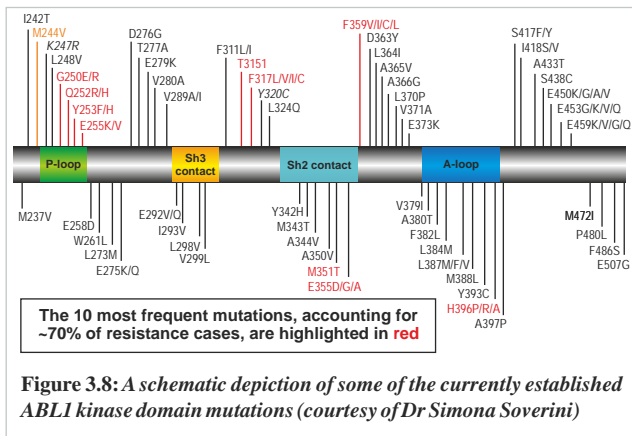 I242T
M244V
K247R
L248V
G250E/R
Q252R/H
Y253F/H
E255K/V
D276G
T277A
E279K
V280A
V289A/I
F311L/I
T3151
F317L/V/I/C
Y320C
L324Q
F359V/I/C/L
D363Y
L364I
A365V
A366G
L370P
V371A
E373K
S417F/Y
I418S/V
A433T
S438C
E450K/G/A/V
E453G/K/V/Q
E459K/V/G/Q
P-loop
Sh3
contact
Sh2 contact
A-loop
M237V
E258D
W261L
L273M
E275K/Q
E292V/Q
I293V
L298V
V299L
Y342H
M343T
A344V
A350V
M351T
E355D/G/A
V379I
A380T
F382L
L384M
L387M/F/V
M388L
Y393C
H396P/R/A
A397P
M472I
P480L
F486S
E507G
The 10 most frequent mutations, accounting for
~70% of resistance cases, are highlighted in red
Figure 3.8: A schematic depiction of some of the currently established
ABL1 kinase domain mutations (courtesy of Dr Simona Soverini)